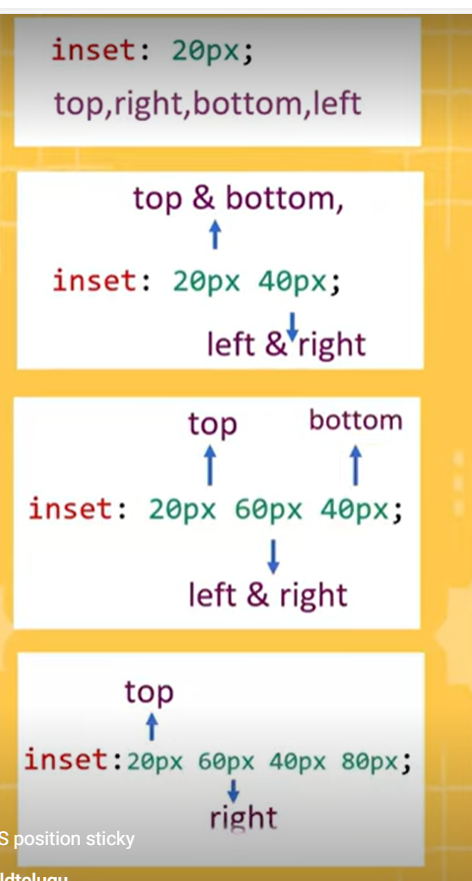 inset: 20px;
top,right,bottom,left
top & bottom,
inset: 20px 40px;
left & right
top bottom
inset: 20px 60px 40px;
left & right
top
inset:20px 60px 40px 80px;
right
S position sticky
ldtelugu